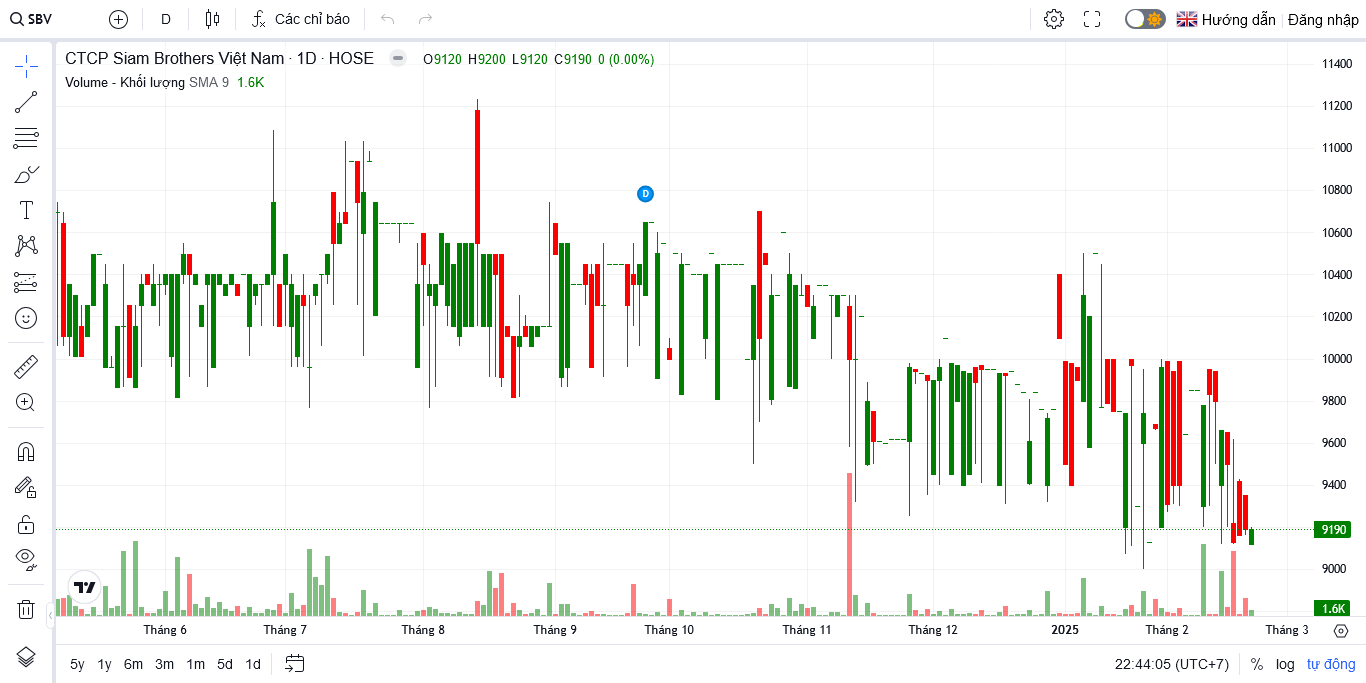 SBV D Các chỉ báo Hướng dẫn Đăng nhập
CTCP Siam Brothers Việt Nam · 1D · HOSE O9120 H9200 L9120 C9190 0 (0.00%)
Volume - Khối lượng SMA 9 1.6K
D
11400
11200
11000
10800
10600
10400
10200
10000
9800
9600
9400
9190
9000
1.6K
Tháng 6 Tháng 7 Tháng 8 Tháng 9 Tháng 10 Tháng 11 Tháng 12 2025 Tháng 2 Tháng 3
5y 1y 6m 3m 1m 5d 1d 22:44:05 (UTC+7) % log tự động